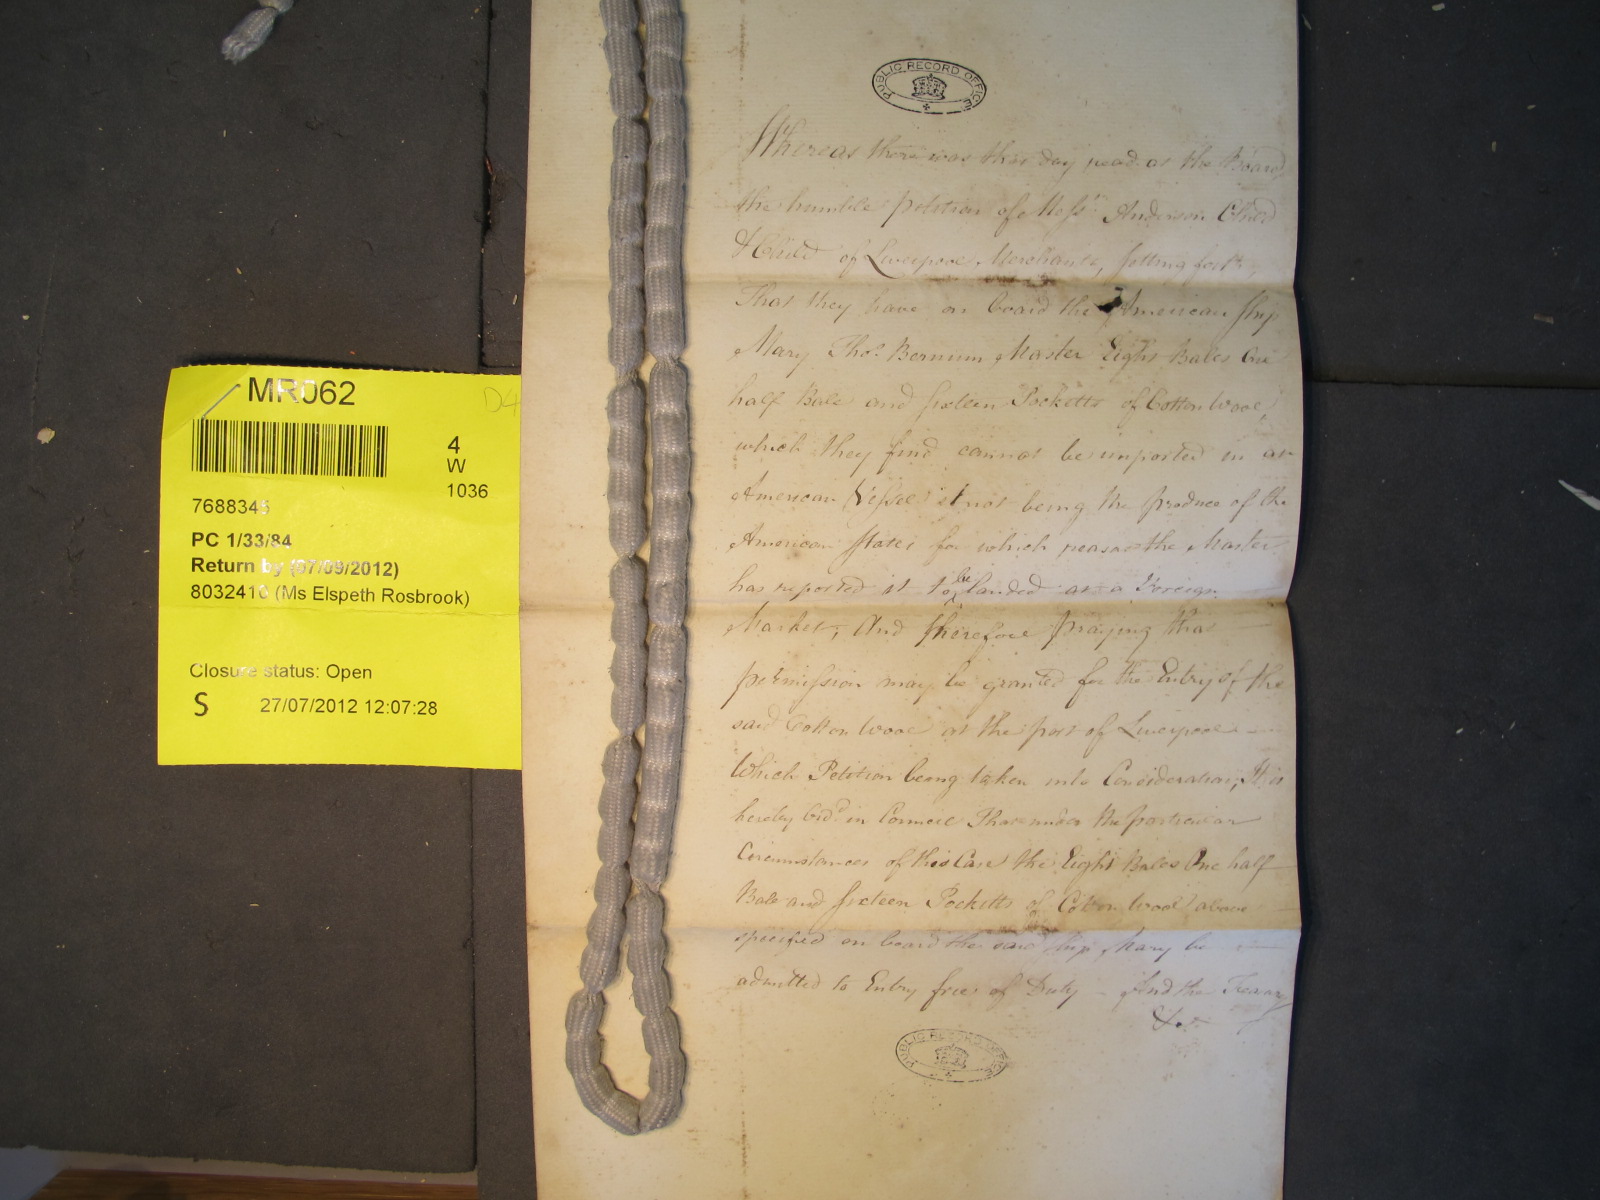 PUBLIC RECORD OFFICE
Whereas there was this day read at the Board
the humble petition of Messrs. Anderson Child
& Child of Liverpool Merchants, setting forth,
That they have on board the American Ship
Mary Thos. Bernum Master Eight Bales One
half Bale and sixteen Pocketts of Cotton Wool,
which they find cannot be imported in an
American Vessel it not being the produce of the
American States for which reason the Master
has reported it to be landed at a Foreign
Market; And therefore praying that
permission may be granted for the Entry of the
said Cotton Wool at the port of Liverpool
Which Petition being taken into Consideration, It is
hereby Ord. in Council That under the particular
Circumstances of this Case the Eight Bales One half
Bale and sixteen Pocketts of Cotton Wool above
specified on board the said ship Mary be
admitted to Entry free of Duty - And the Treasury
&c.
PUBLIC RECORD OFFICE
MR062
D4
4
W
1036
7688345
PC 1/33/84
Return by (07/09/2012)
8032410 (Ms Elspeth Rosbrook)
Closure status: Open
S 27/07/2012 12:07:28